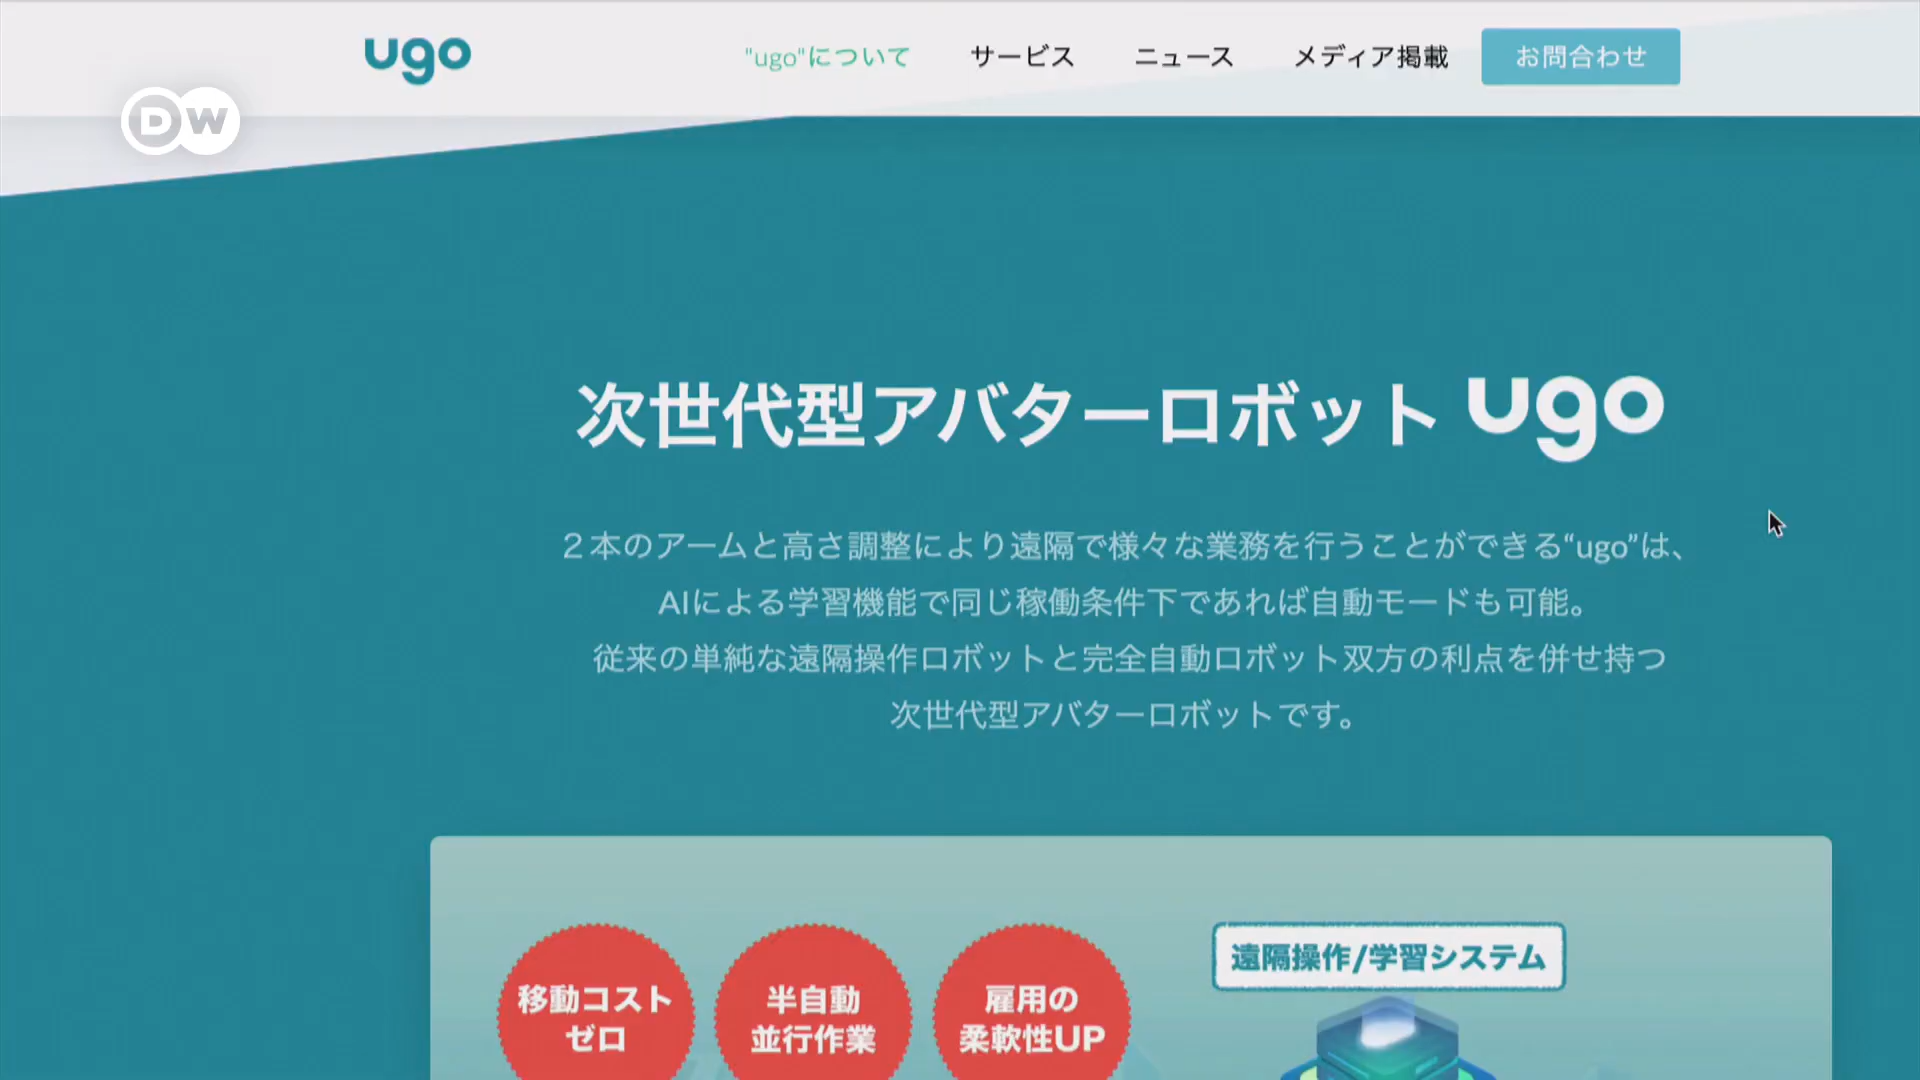 ugo
"ugo"について
サービス
ニュース
メディア掲載
お問合わせ
DW
次世代型アバターロボット ugo
２本のアームと高さ調整により遠隔で様々な業務を行うことができる“ugo”は、
AIによる学習機能で同じ稼働条件下であれば自動モードも可能。
従来の単純な遠隔操作ロボットと完全自動ロボット双方の利点を併せ持つ
次世代型アバターロボットです。
移動コスト
ゼロ
半自動
並行作業
雇用の
柔軟性UP
遠隔操作/学習システム